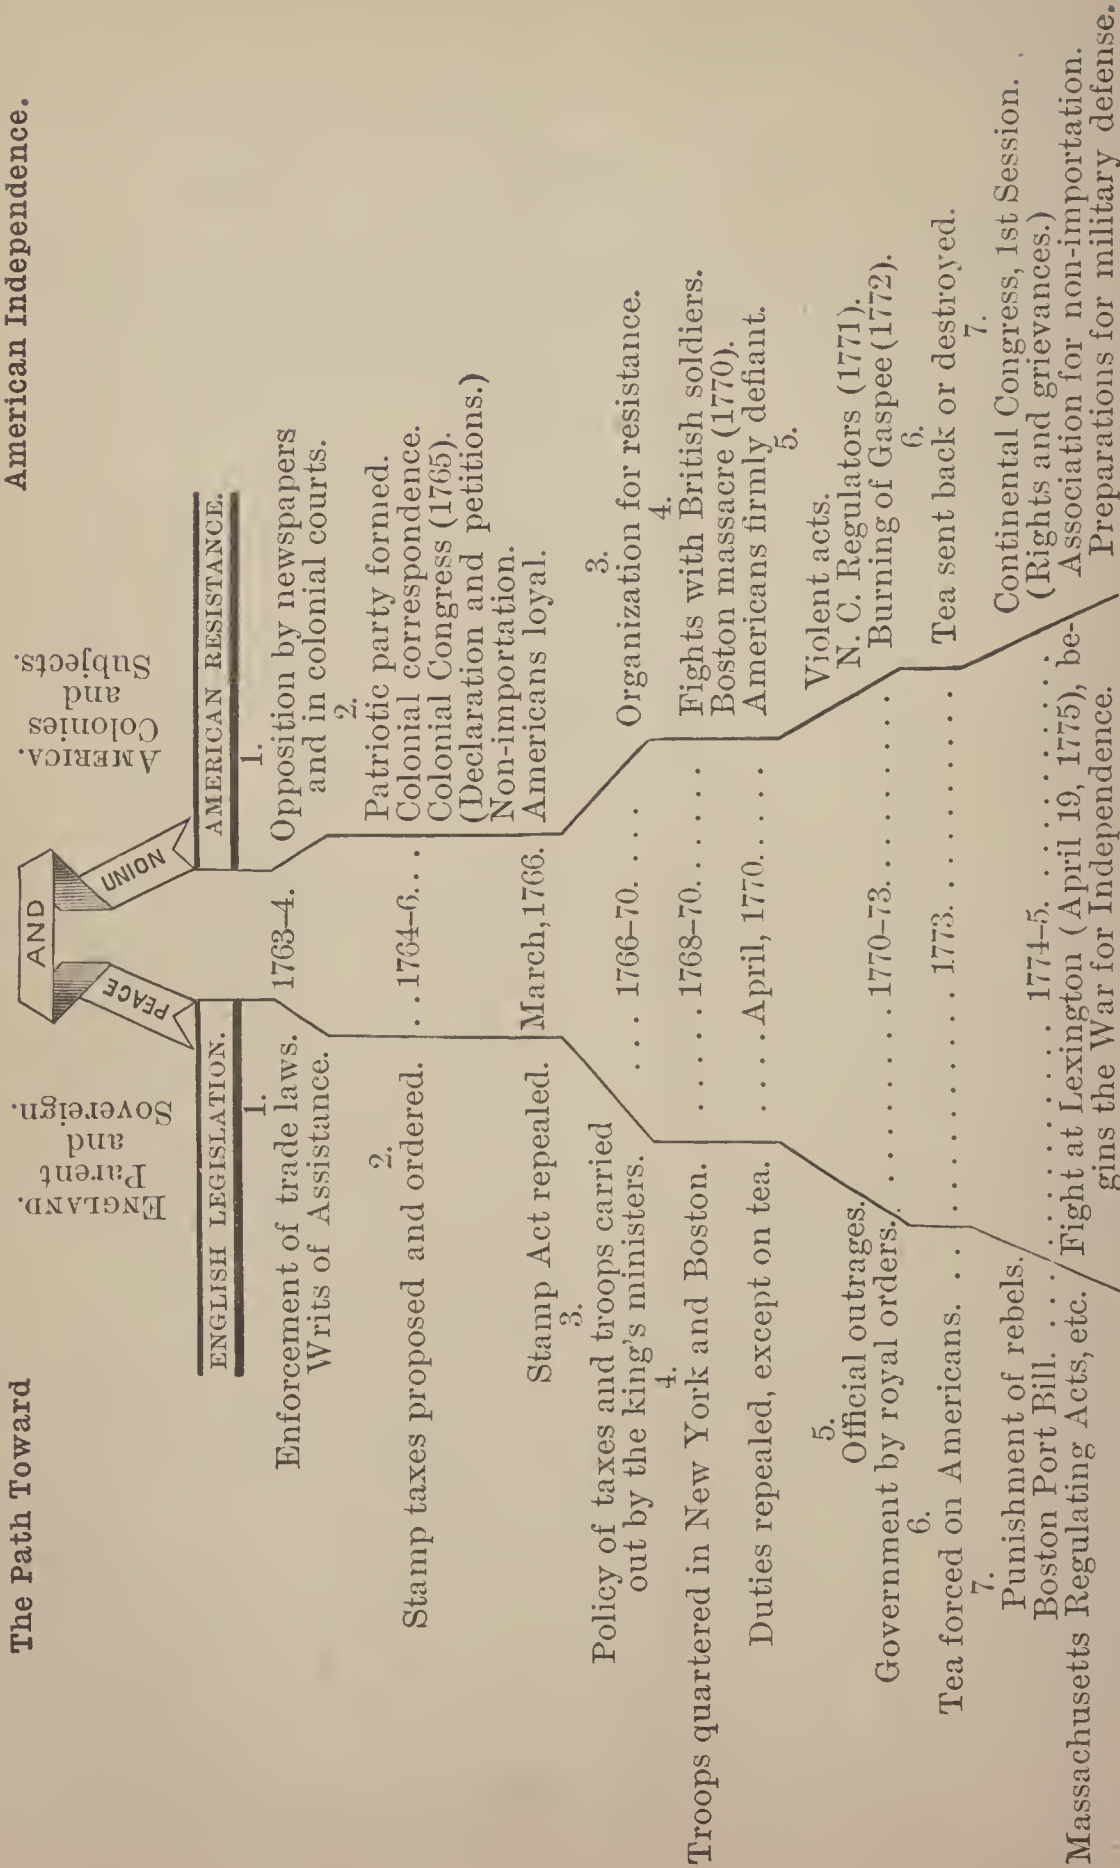 The Path Toward American Independence.
PEACE AND UNION
ENGLAND.
Parent
and
Sovereign.
AMERICA.
Colonies
and
Subjects.
ENGLISH LEGISLATION.
AMERICAN RESISTANCE.
1.
Enforcement of trade laws.
Writs of Assistance.
1763–4.
1.
Opposition by newspapers
and in colonial courts.
2.
Stamp taxes proposed and ordered.
. . 1764–6. . .
2.
Patriotic party formed.
Colonial correspondence.
Colonial Congress (1765).
(Declaration and petitions.)
Non-importation.
Stamp Act repealed. March, 1766. Americans loyal.
3.
Policy of taxes and troops carried
out by the king's ministers.
. . . 1766–70. . . .
3.
Organization for resistance.
4.
Troops quartered in New York and Boston.
. . . . . 1768–70. . . . . .
4.
Fights with British soldiers.
Boston massacre (1770).
Duties repealed, except on tea. . . . . April, 1770. . . . . Americans firmly defiant.
5.
Official outrages.
Government by royal orders.
. . . . . . . 1770–73. . . . . . . .
5.
Violent acts.
N. C. Regulators (1771).
Burning of Gaspee (1772).
6.
Tea forced on Americans. . . . . . . . . . . 1773. . . . . . . . . .
6.
Tea sent back or destroyed.
7.
Punishment of rebels.
Boston Port Bill. . . . . . . . . . . . . 1774–5. . . . . . . . . . . .
Massachusetts Regulating Acts, etc.
7.
Continental Congress, 1st Session.
(Rights and grievances.)
Association for non-importation.
Preparations for military defense.
Fight at Lexington (April 19, 1775), be-
gins the War for Independence.